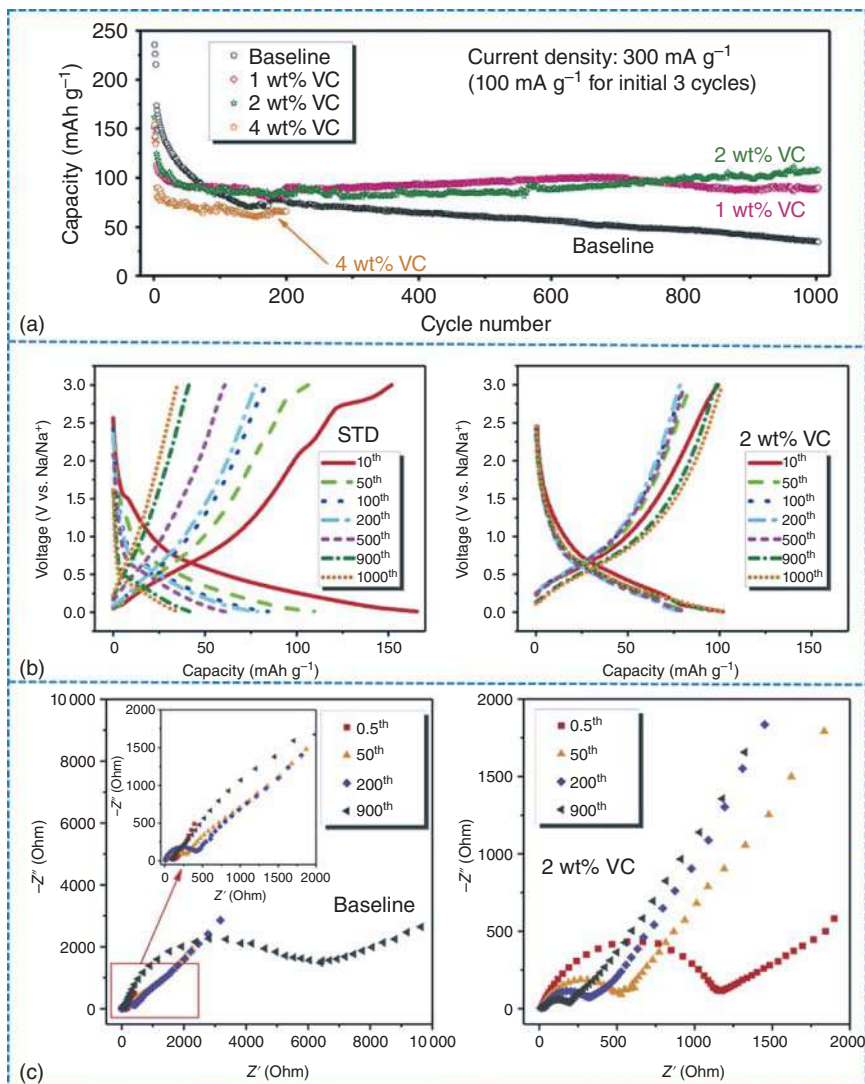 250
200
150
100
50
0
Capacity (mAh g⁻¹)
Baseline
1 wt% VC
2 wt% VC
4 wt% VC
Current density: 300 mA g⁻¹
(100 mA g⁻¹ for initial 3 cycles)
2 wt% VC
1 wt% VC
Baseline
4 wt% VC
0 200 400 600 800 1000
Cycle number
(a)
3.0
2.5
2.0
1.5
1.0
0.5
0.0
Voltage (V vs. Na/Na⁺)
STD
10th
50th
100th
200th
500th
900th
1000th
0 50 100 150
Capacity (mAh g⁻¹)
3.0
2.5
2.0
1.5
1.0
0.5
0.0
Voltage (V vs. Na/Na⁺)
2 wt% VC
10th
50th
100th
200th
500th
900th
1000th
0 50 100 150
Capacity (mAh g⁻¹)
(b)
10 000
8000
6000
4000
2000
0
–Z″ (Ohm)
2000
1500
1000
500
0
–Z″ (Ohm)
0 500 1000 1500 2000
Z′ (Ohm)
0.5th
50th
200th
900th
Baseline
0 2000 4000 6000 8000 10 000
Z′ (Ohm)
2000
1500
1000
500
0
–Z″ (Ohm)
0.5th
50th
200th
900th
2 wt% VC
0 500 1000 1500 2000
Z′ (Ohm)
(c)